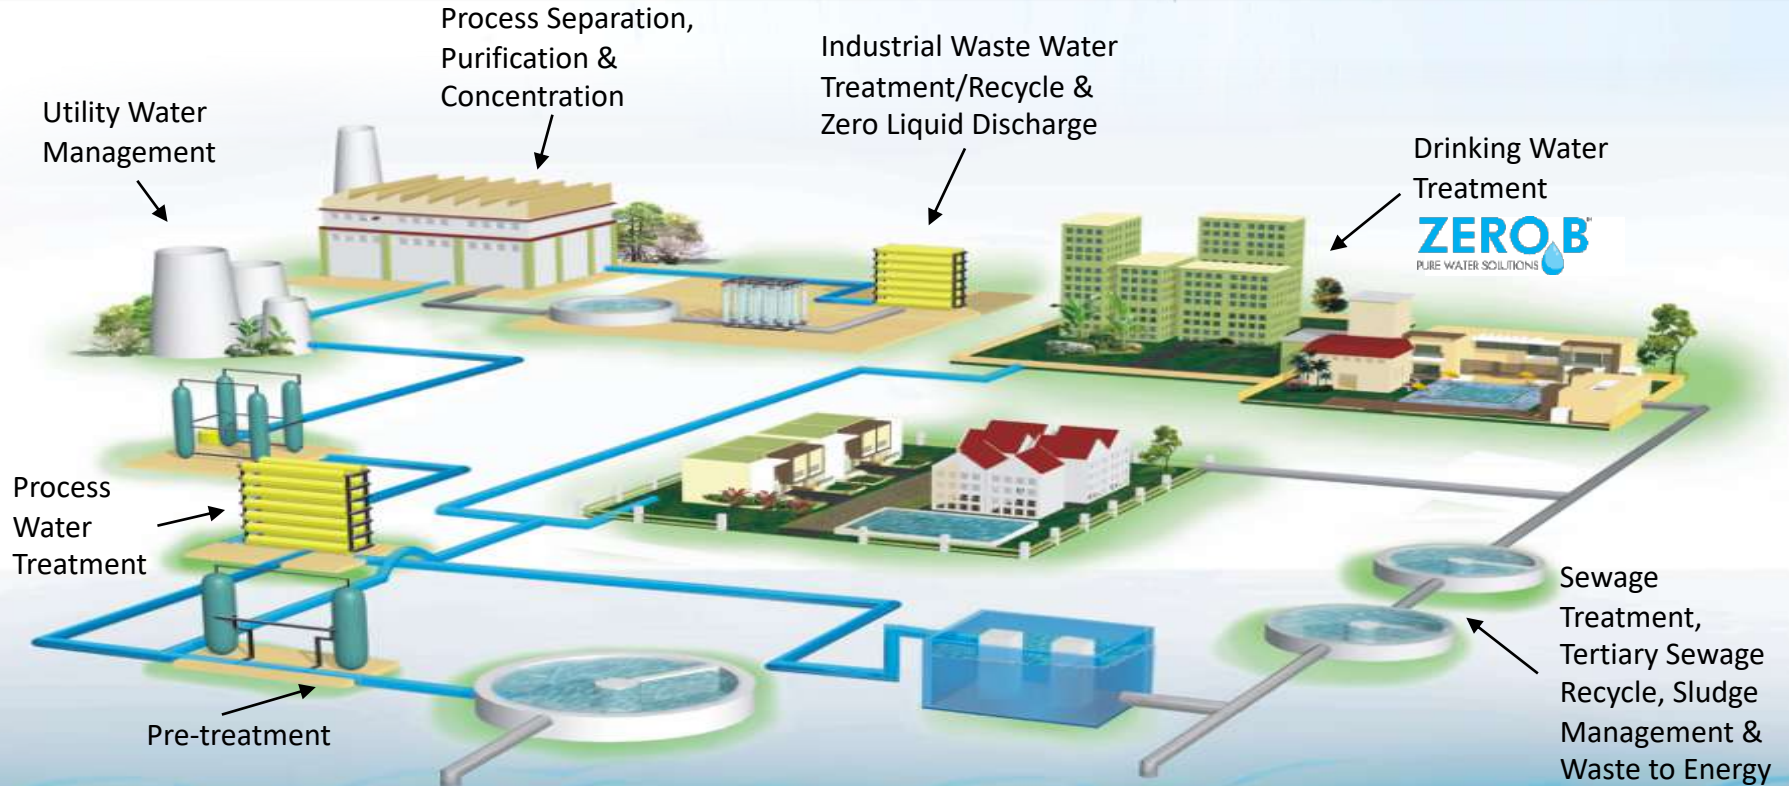 Process Separation,
Purification &
Concentration
Industrial Waste Water
Treatment/Recycle &
Zero Liquid Discharge
Utility Water
Management
Drinking Water
Treatment
ZERO B
PURE WATER SOLUTIONS
Process
Water
Treatment
Pre-treatment
Sewage
Treatment,
Tertiary Sewage
Recycle, Sludge
Management &
Waste to Energy